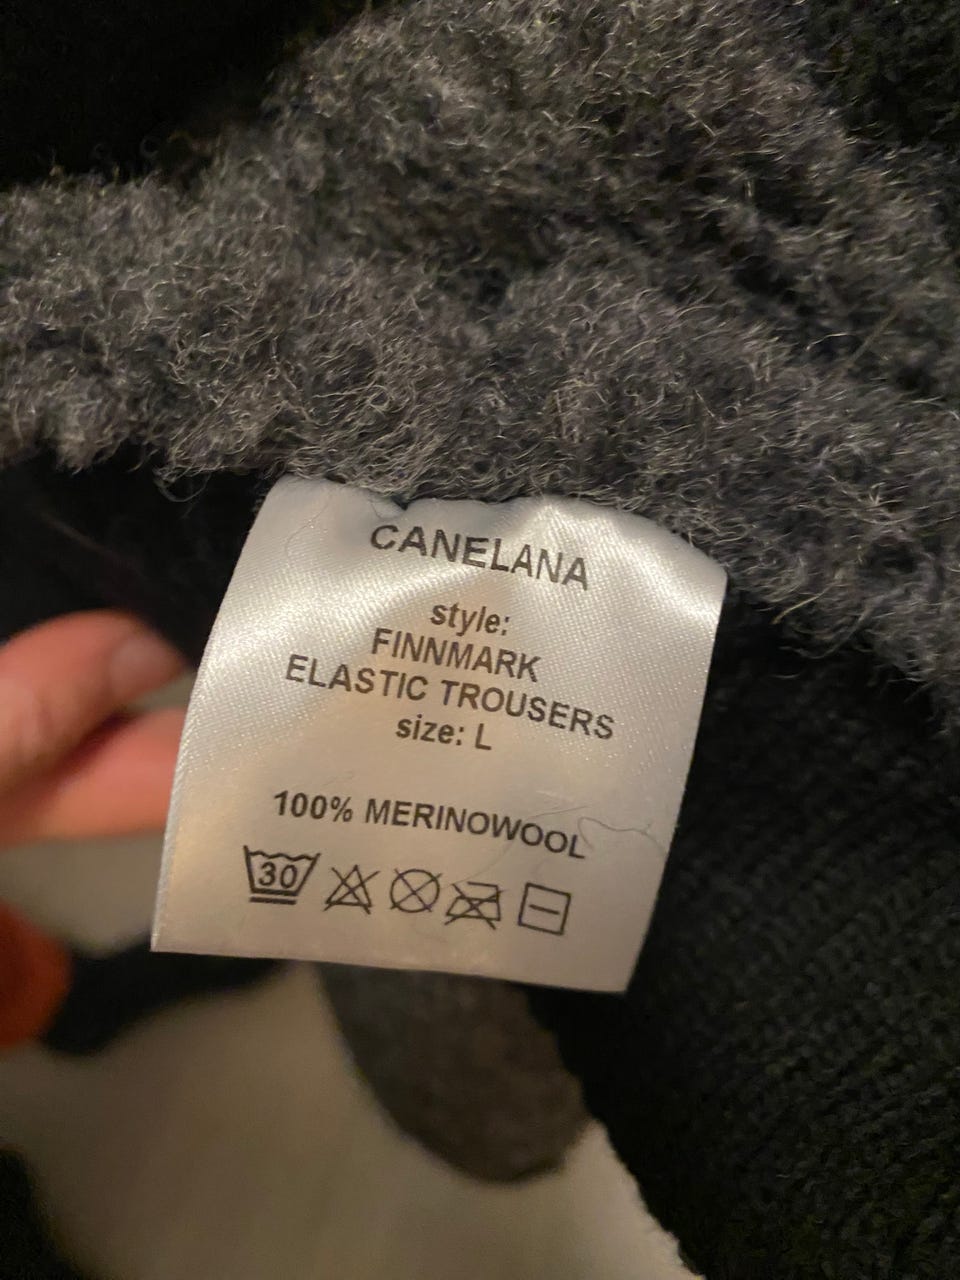 CANELANA
style:
FINNMARK
ELASTIC TROUSERS
size: L
100% MERINOWOOL
30